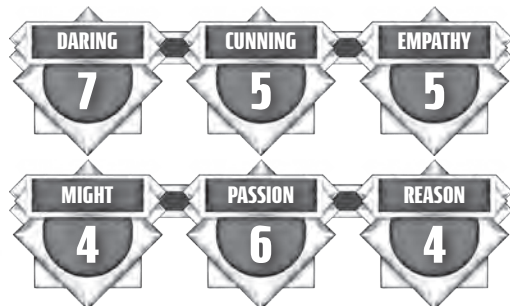 DARING CUNNING EMPATHY
7 5 5
MIGHT PASSION REASON
4 6 4